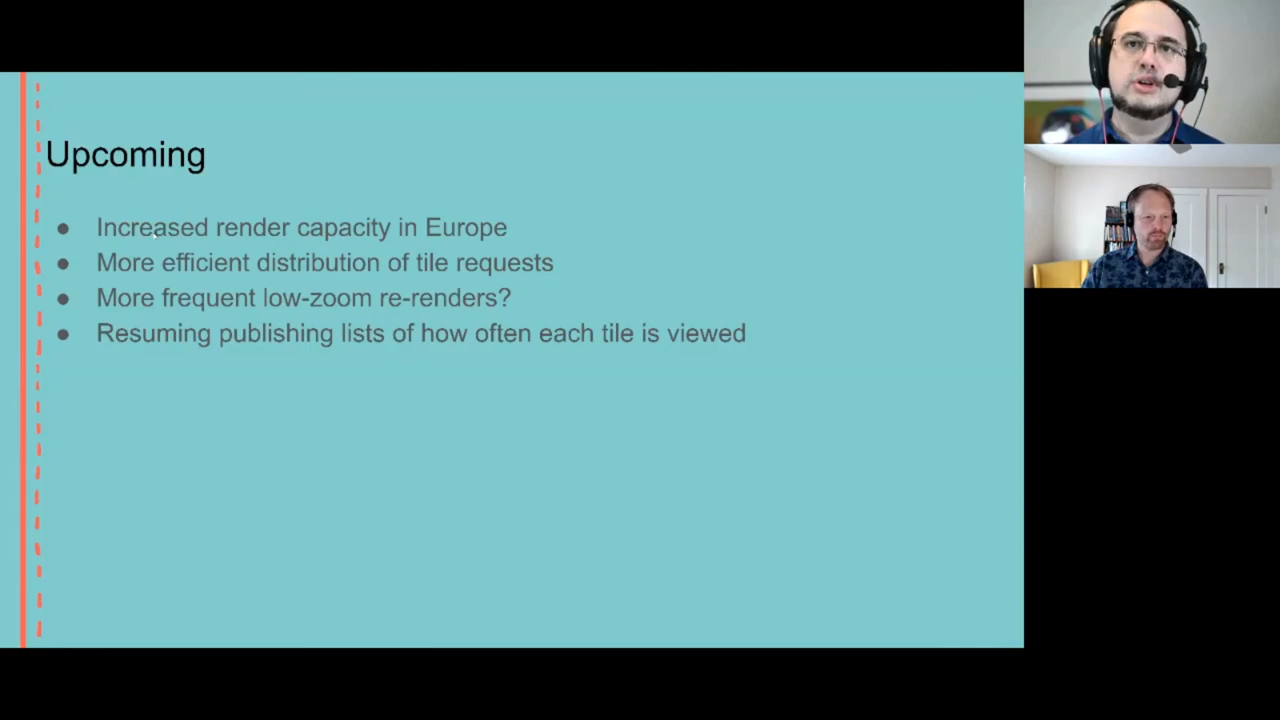 Upcoming
● Increased render capacity in Europe
● More efficient distribution of tile requests
● More frequent low-zoom re-renders?
● Resuming publishing lists of how often each tile is viewed